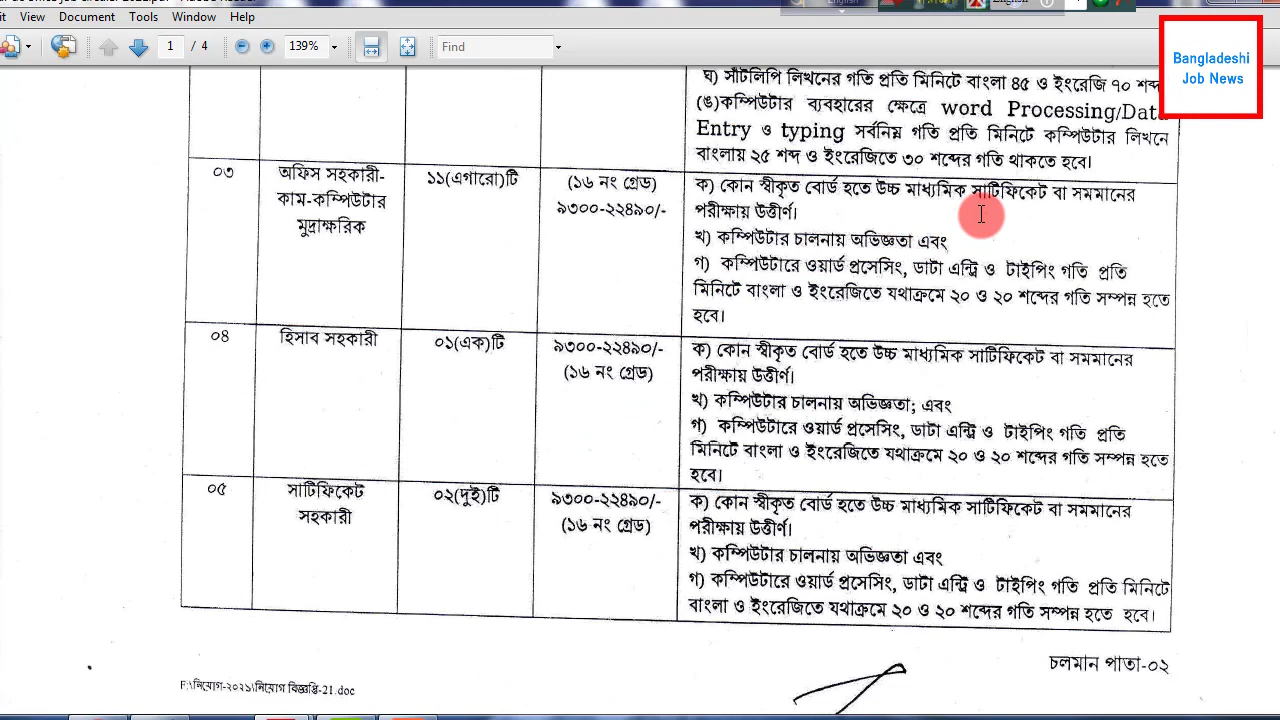 View Document Tools Window Help
English
1 / 4 139% Find
Bangladeshi
Job News
ঘ) সাঁটলিপি লিখনের গতি প্রতি মিনিটে বাংলা ৪৫ ও ইংরেজি ৭০ শব্দ
(ঙ)কম্পিউটার ব্যবহারের ক্ষেত্রে word Processing/Data
Entry ও typing সর্বনিম্ন গতি প্রতি মিনিটে কম্পিউটার লিখনে
বাংলায় ২৫ শব্দ ও ইংরেজিতে ৩০ শব্দের গতি থাকতে হবে।
০৩ অফিস সহকারী- ১১(এগারো)টি (১৬ নং গ্রেড) ক) কোন স্বীকৃত বোর্ড হতে উচ্চ মাধ্যমিক সার্টিফিকেট বা সমমানের
কাম-কম্পিউটার ৯৩০০-২২৪৯০/- পরীক্ষায় উত্তীর্ণ।
মুদ্রাক্ষরিক খ) কম্পিউটার চালনায় অভিজ্ঞতা এবং
গ) কম্পিউটারে ওয়ার্ড প্রসেসিং, ডাটা এন্ট্রি ও টাইপিং গতি প্রতি
মিনিটে বাংলা ও ইংরেজিতে যথাক্রমে ২০ ও ২০ শব্দের গতি সম্পন্ন হতে
হবে।
০৪ হিসাব সহকারী ০১(এক)টি ৯৩০০-২২৪৯০/- ক) কোন স্বীকৃত বোর্ড হতে উচ্চ মাধ্যমিক সার্টিফিকেট বা সমমানের
(১৬ নং গ্রেড) পরীক্ষায় উত্তীর্ণ।
খ) কম্পিউটার চালনায় অভিজ্ঞতা; এবং
গ) কম্পিউটারে ওয়ার্ড প্রসেসিং, ডাটা এন্ট্রি ও টাইপিং গতি প্রতি
মিনিটে বাংলা ও ইংরেজিতে যথাক্রমে ২০ ও ২০ শব্দের গতি সম্পন্ন হতে
হবে।
০৫ সার্টিফিকেট ০২(দুই)টি ৯৩০০-২২৪৯০/- ক) কোন স্বীকৃত বোর্ড হতে উচ্চ মাধ্যমিক সার্টিফিকেট বা সমমানের
সহকারী (১৬ নং গ্রেড) পরীক্ষায় উত্তীর্ণ।
খ) কম্পিউটার চালনায় অভিজ্ঞতা এবং
গ) কম্পিউটারে ওয়ার্ড প্রসেসিং, ডাটা এন্ট্রি ও টাইপিং গতি প্রতি মিনিটে
বাংলা ও ইংরেজিতে যথাক্রমে ২০ ও ২০ শব্দের গতি সম্পন্ন হতে হবে।
চলমান পাতা-০২
F:\নিয়োগ-২০২১\নিয়োগ বিজ্ঞপ্তি-21.doc